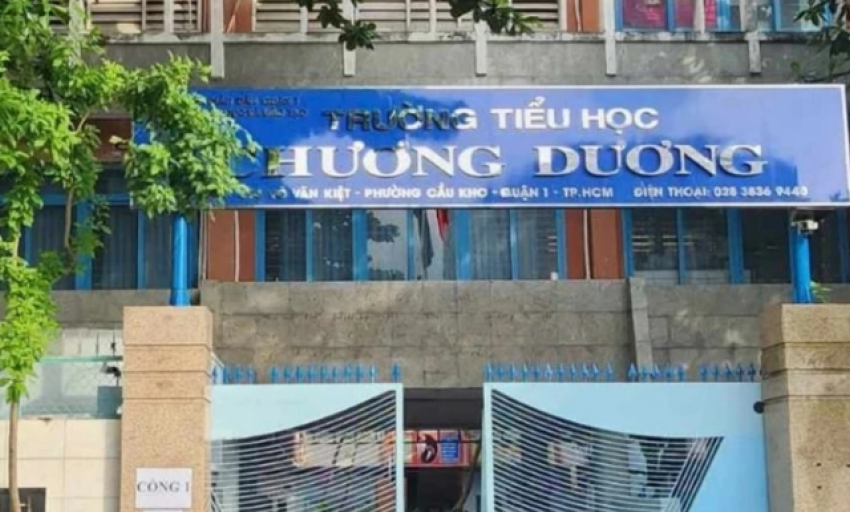 TRƯỜNG TIỂU HỌC
CHƯƠNG DƯƠNG
VÕ VĂN KIỆT - PHƯỜNG CẦU KHO - QUẬN 1 - TP.HCM ĐIỆN THOẠI: 028 3836 9440
CỔNG 1